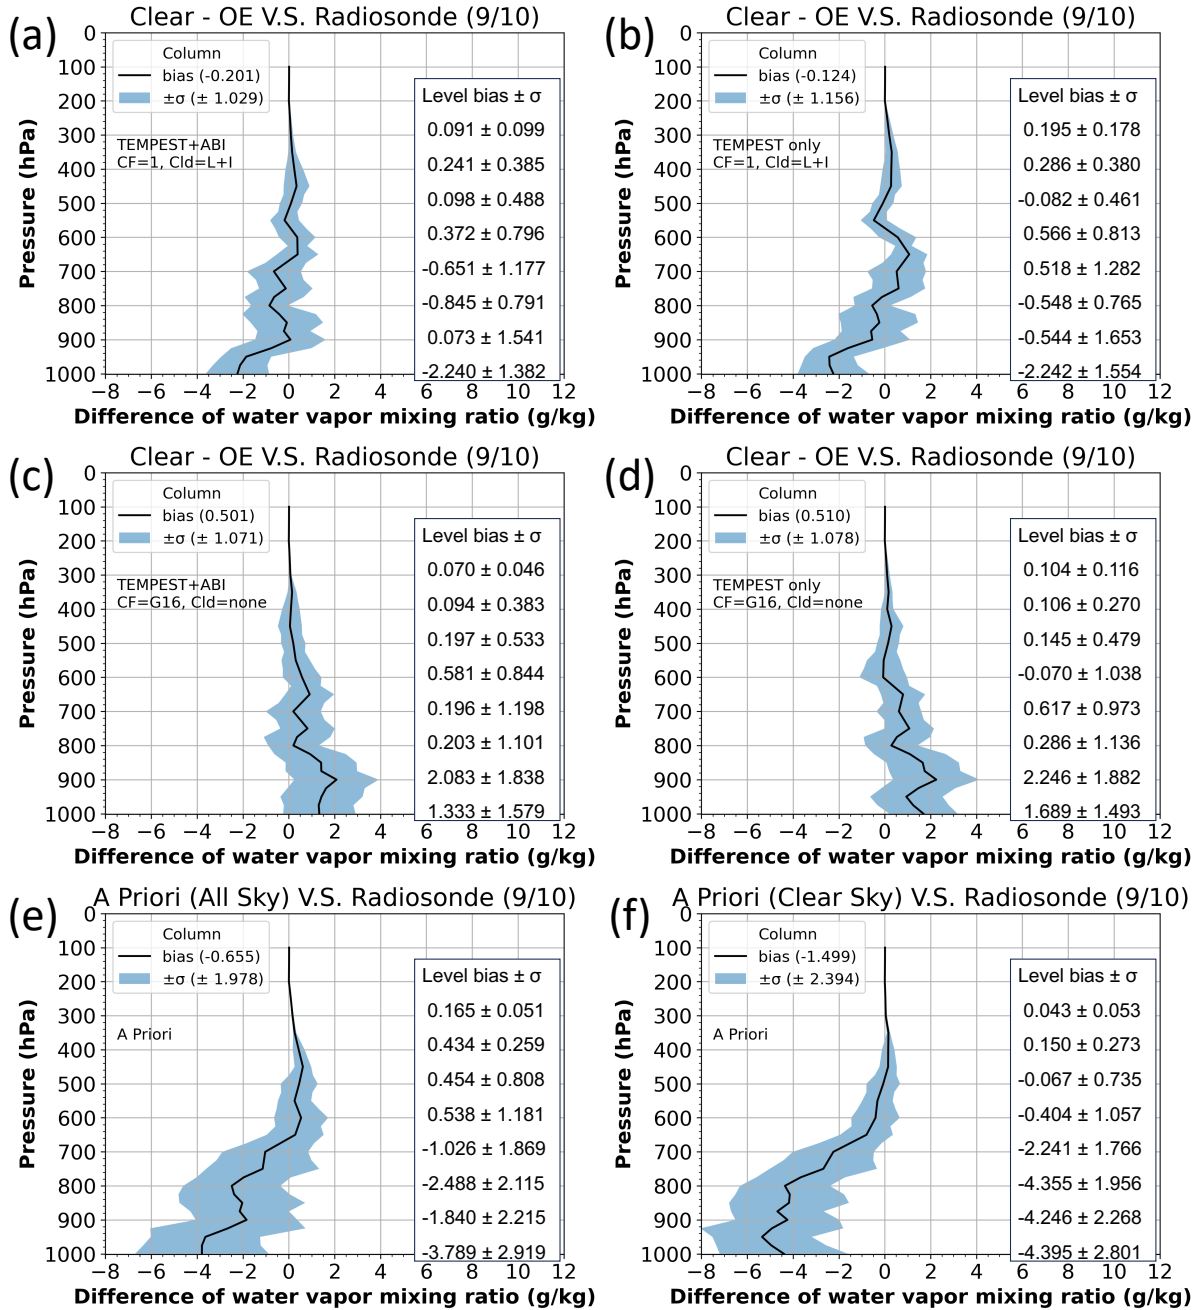 (a)
Clear - OE V.S. Radiosonde (9/10)
Column
bias (-0.201)
±σ (± 1.029)
TEMPEST+ABI
CF=1, Cld=L+I
Level bias ± σ
0.091 ± 0.099
0.241 ± 0.385
0.098 ± 0.488
0.372 ± 0.796
-0.651 ± 1.177
-0.845 ± 0.791
0.073 ± 1.541
-2.240 ± 1.382
0
100
200
300
400
500
600
700
800
900
1000
Pressure (hPa)
−8 −6 −4 −2 0 2 4 6 8 10 12
Difference of water vapor mixing ratio (g/kg)
(b)
Clear - OE V.S. Radiosonde (9/10)
Column
bias (-0.124)
±σ (± 1.156)
TEMPEST only
CF=1, Cld=L+I
Level bias ± σ
0.195 ± 0.178
0.286 ± 0.380
-0.082 ± 0.461
0.566 ± 0.813
0.518 ± 1.282
-0.548 ± 0.765
-0.544 ± 1.653
-2.242 ± 1.554
0
100
200
300
400
500
600
700
800
900
1000
Pressure (hPa)
−8 −6 −4 −2 0 2 4 6 8 10 12
Difference of water vapor mixing ratio (g/kg)
(c)
Clear - OE V.S. Radiosonde (9/10)
Column
bias (0.501)
±σ (± 1.071)
TEMPEST+ABI
CF=G16, Cld=none
Level bias ± σ
0.070 ± 0.046
0.094 ± 0.383
0.197 ± 0.533
0.581 ± 0.844
0.196 ± 1.198
0.203 ± 1.101
2.083 ± 1.838
1.333 ± 1.579
0
100
200
300
400
500
600
700
800
900
1000
Pressure (hPa)
−8 −6 −4 −2 0 2 4 6 8 10 12
Difference of water vapor mixing ratio (g/kg)
(d)
Clear - OE V.S. Radiosonde (9/10)
Column
bias (0.510)
±σ (± 1.078)
TEMPEST only
CF=G16, Cld=none
Level bias ± σ
0.104 ± 0.116
0.106 ± 0.270
0.145 ± 0.479
-0.070 ± 1.038
0.617 ± 0.973
0.286 ± 1.136
2.246 ± 1.882
1.689 ± 1.493
0
100
200
300
400
500
600
700
800
900
1000
Pressure (hPa)
−8 −6 −4 −2 0 2 4 6 8 10 12
Difference of water vapor mixing ratio (g/kg)
(e)
A Priori (All Sky) V.S. Radiosonde (9/10)
Column
bias (-0.655)
±σ (± 1.978)
A Priori
Level bias ± σ
0.165 ± 0.051
0.434 ± 0.259
0.454 ± 0.808
0.538 ± 1.181
-1.026 ± 1.869
-2.488 ± 2.115
-1.840 ± 2.215
-3.789 ± 2.919
0
100
200
300
400
500
600
700
800
900
1000
Pressure (hPa)
−8 −6 −4 −2 0 2 4 6 8 10 12
Difference of water vapor mixing ratio (g/kg)
(f)
A Priori (Clear Sky) V.S. Radiosonde (9/10)
Column
bias (-1.499)
±σ (± 2.394)
A Priori
Level bias ± σ
0.043 ± 0.053
0.150 ± 0.273
-0.067 ± 0.735
-0.404 ± 1.057
-2.241 ± 1.766
-4.355 ± 1.956
-4.246 ± 2.268
-4.395 ± 2.801
0
100
200
300
400
500
600
700
800
900
1000
Pressure (hPa)
−8 −6 −4 −2 0 2 4 6 8 10 12
Difference of water vapor mixing ratio (g/kg)